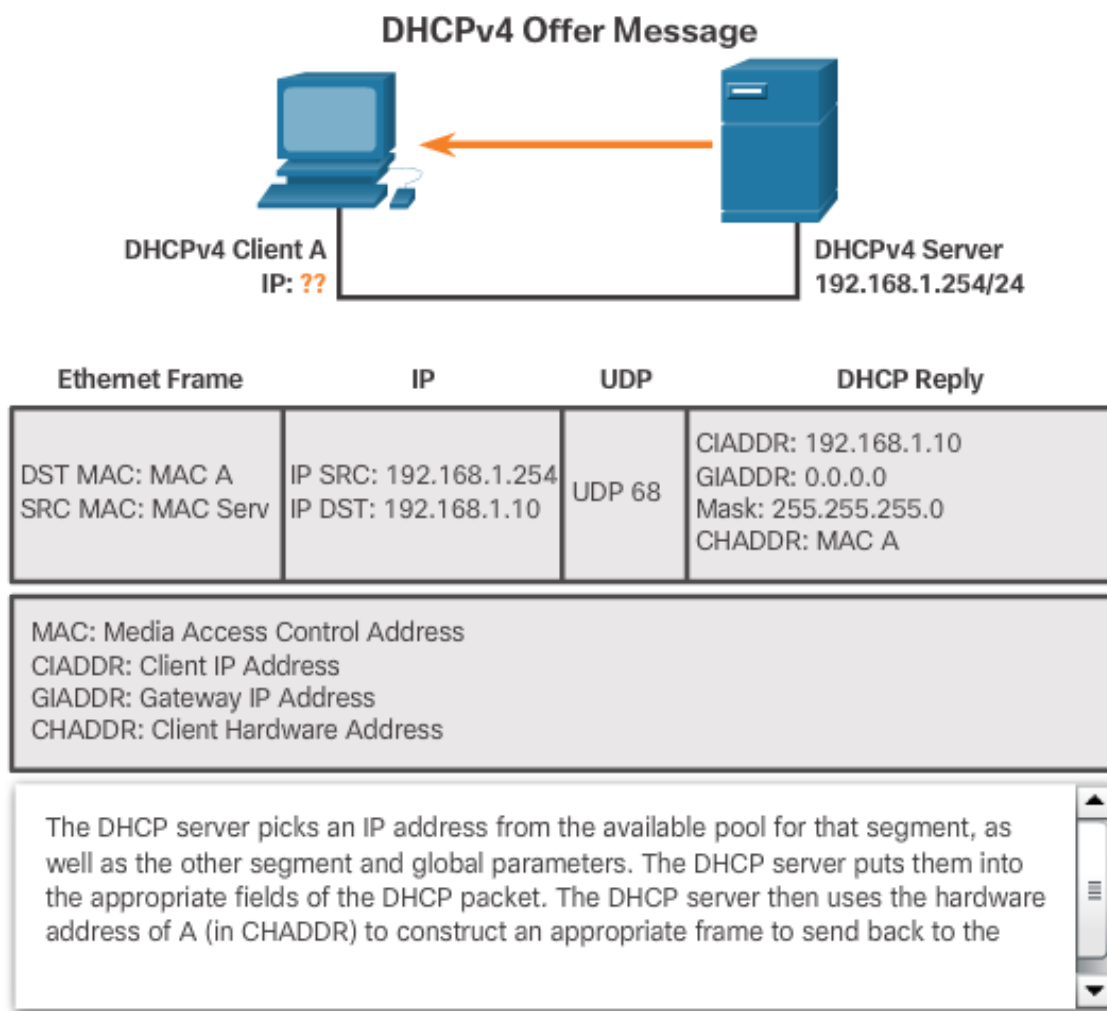 DHCPv4 Offer Message
DHCPv4 Client A
IP: ??
DHCPv4 Server
192.168.1.254/24
Ethernet Frame IP UDP DHCP Reply
DST MAC: MAC A
SRC MAC: MAC Serv
IP SRC: 192.168.1.254
IP DST: 192.168.1.10
UDP 68
CIADDR: 192.168.1.10
GIADDR: 0.0.0.0
Mask: 255.255.255.0
CHADDR: MAC A
MAC: Media Access Control Address
CIADDR: Client IP Address
GIADDR: Gateway IP Address
CHADDR: Client Hardware Address
The DHCP server picks an IP address from the available pool for that segment, as
well as the other segment and global parameters. The DHCP server puts them into
the appropriate fields of the DHCP packet. The DHCP server then uses the hardware
address of A (in CHADDR) to construct an appropriate frame to send back to the